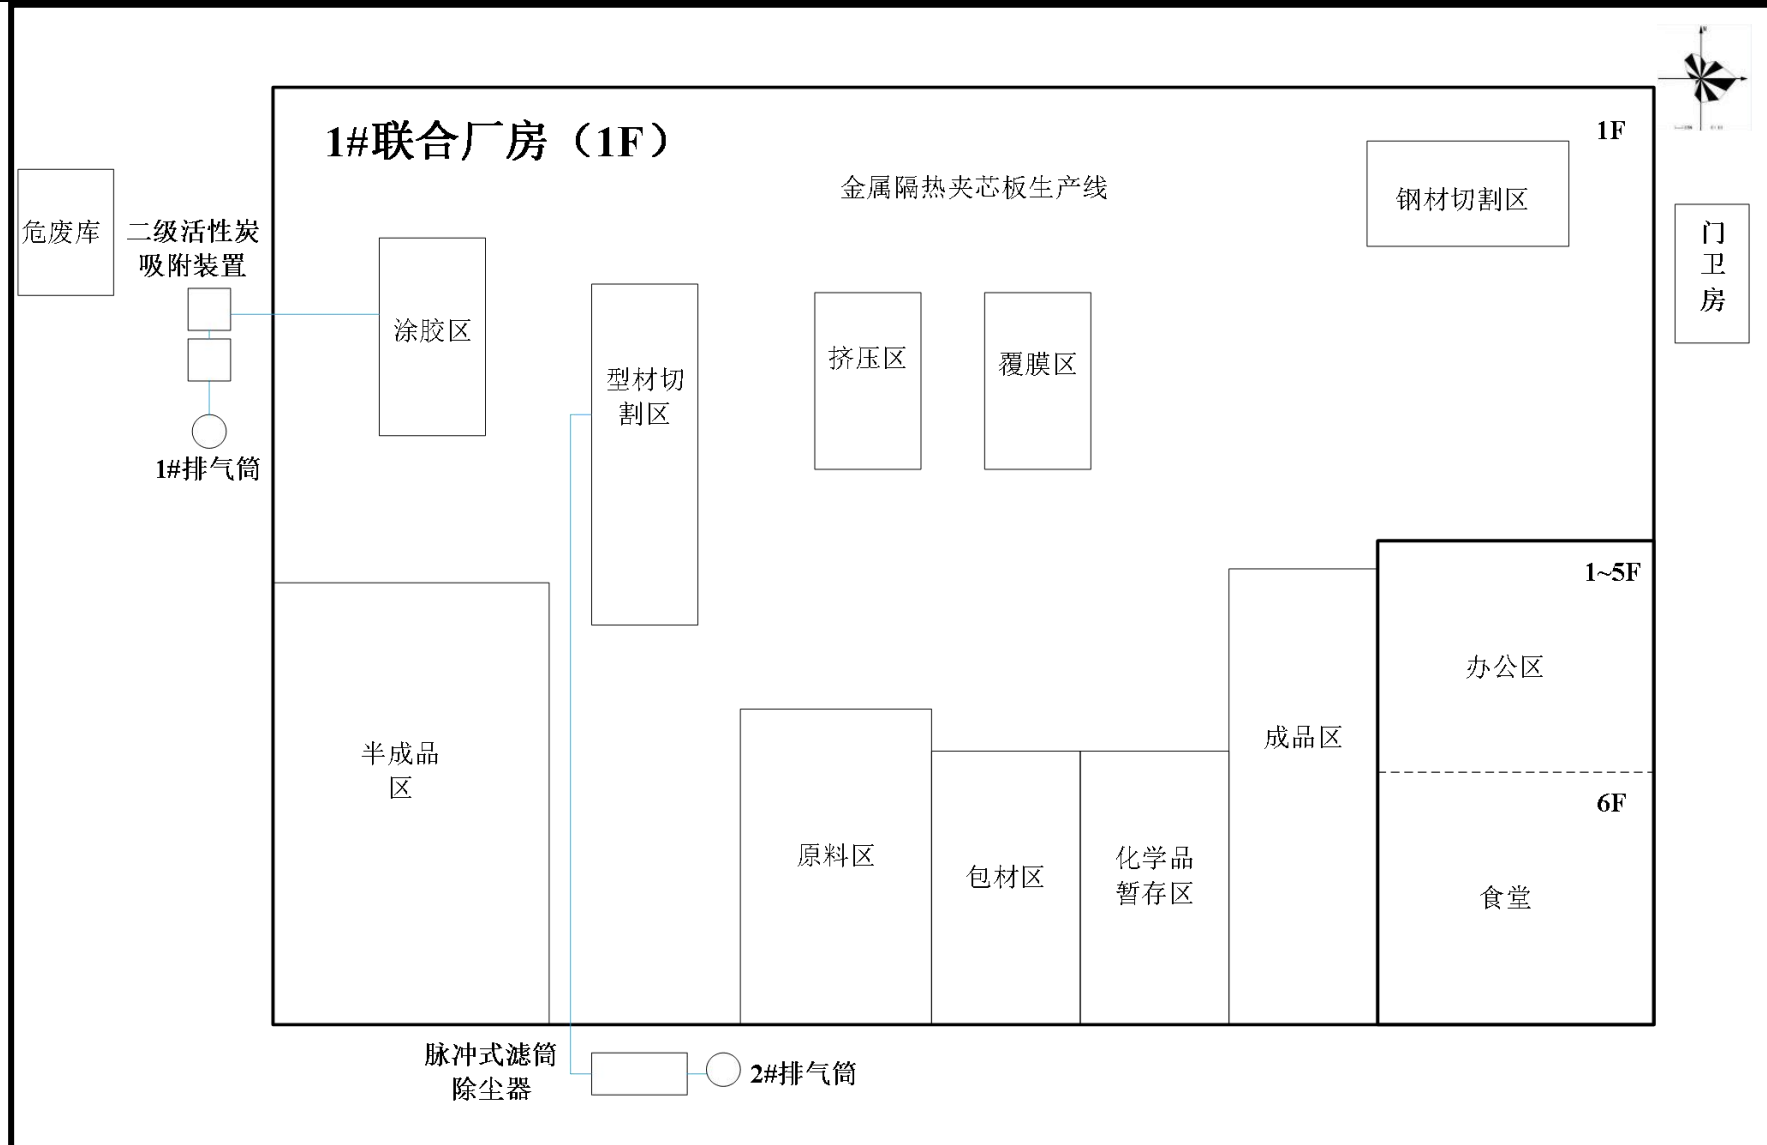 1#联合厂房（1F）
1F
金属隔热夹芯板生产线
钢材切割区
危废库
二级活性炭
吸附装置
门
卫
房
涂胶区
型材切
割区
挤压区
覆膜区
1#排气筒
1~5F
办公区
半成品
区
成品区
6F
原料区
包材区
化学品
暂存区
食堂
脉冲式滤筒
除尘器
2#排气筒